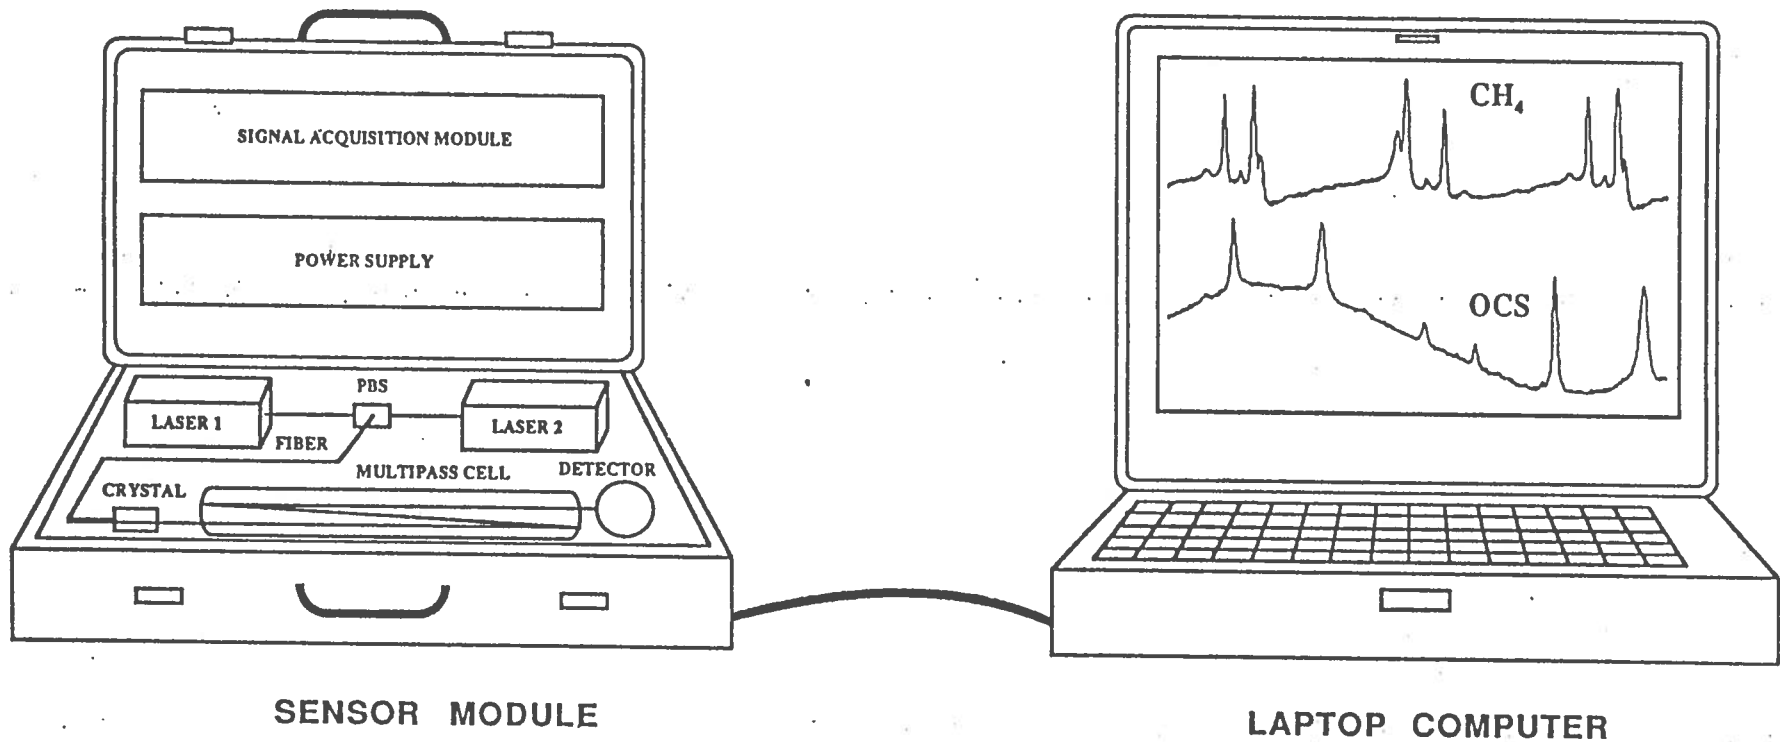 SIGNAL ACQUISITION MODULE
POWER SUPPLY
PBS
LASER 1
LASER 2
FIBER
MULTIPASS CELL
DETECTOR
CRYSTAL
SENSOR MODULE
CH₄
OCS
LAPTOP COMPUTER